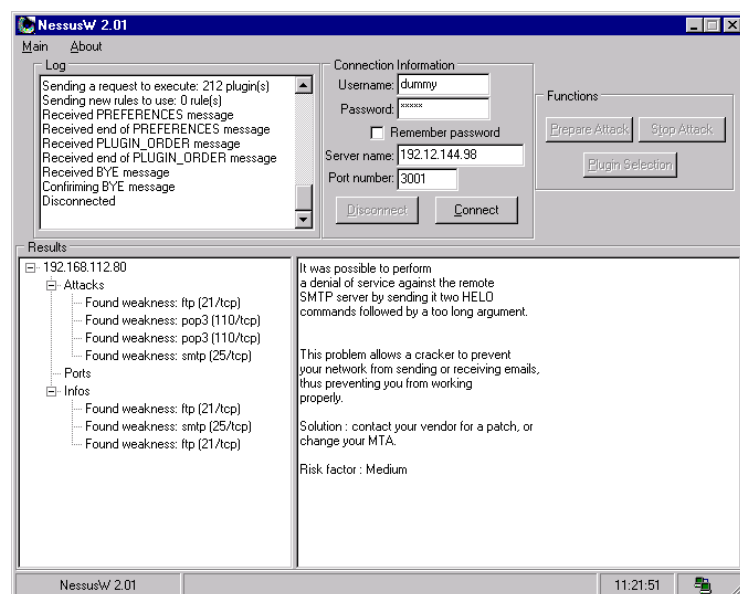 NessusW 2.01
Main About
Log
Sending a request to execute: 212 plugin(s)
Sending new rules to use: 0 rule(s)
Received PREFERENCES message
Received end of PREFERENCES message
Received PLUGIN_ORDER message
Received end of PLUGIN_ORDER message
Received BYE message
Confiriming BYE message
Disconnected
Connection Information
Username: dummy
Password: *****
Remember password
Server name: 192.12.144.98
Port number: 3001
Disconnect Connect
Functions
Prepare Attack Stop Attack
Plugin Selection
Results
192.168.112.80
Attacks
Found weakness: ftp (21/tcp)
Found weakness: pop3 (110/tcp)
Found weakness: pop3 (110/tcp)
Found weakness: smtp (25/tcp)
Ports
Infos
Found weakness: ftp (21/tcp)
Found weakness: smtp (25/tcp)
Found weakness: ftp (21/tcp)
It was possible to perform
a denial of service against the remote
SMTP server by sending it two HELO
commands followed by a too long argument.
This problem allows a cracker to prevent
your network from sending or receiving emails,
thus preventing you from working
properly.
Solution : contact your vendor for a patch, or
change your MTA.
Risk factor : Medium
NessusW 2.01
11:21:51